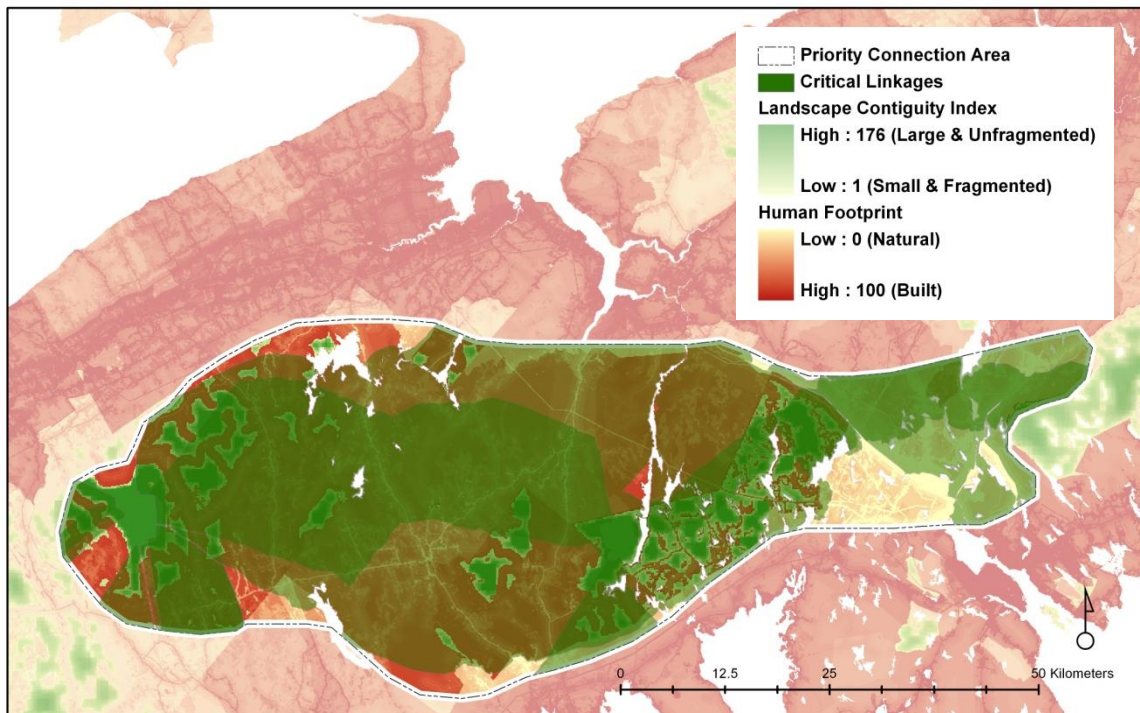 Priority Connection Area
Critical Linkages
Landscape Contiguity Index
High : 176 (Large & Unfragmented)
Low : 1 (Small & Fragmented)
Human Footprint
Low : 0 (Natural)
High : 100 (Built)
0 12.5 25 50 Kilometers